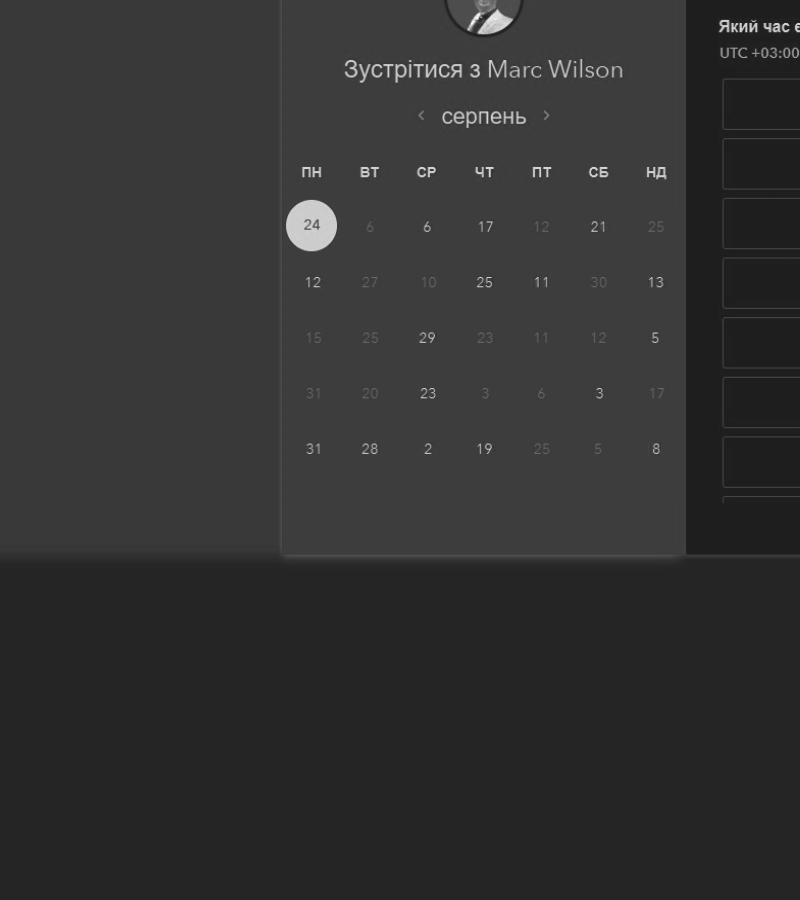 Зустрітися з Marc Wilson
< серпень >
ПН ВТ СР ЧТ ПТ СБ НД
24 6 6 17 12 21 25
12 27 10 25 11 30 13
15 25 29 23 11 12 5
31 20 23 3 6 3 17
31 28 2 19 25 5 8
Який час є
UTC +03:00